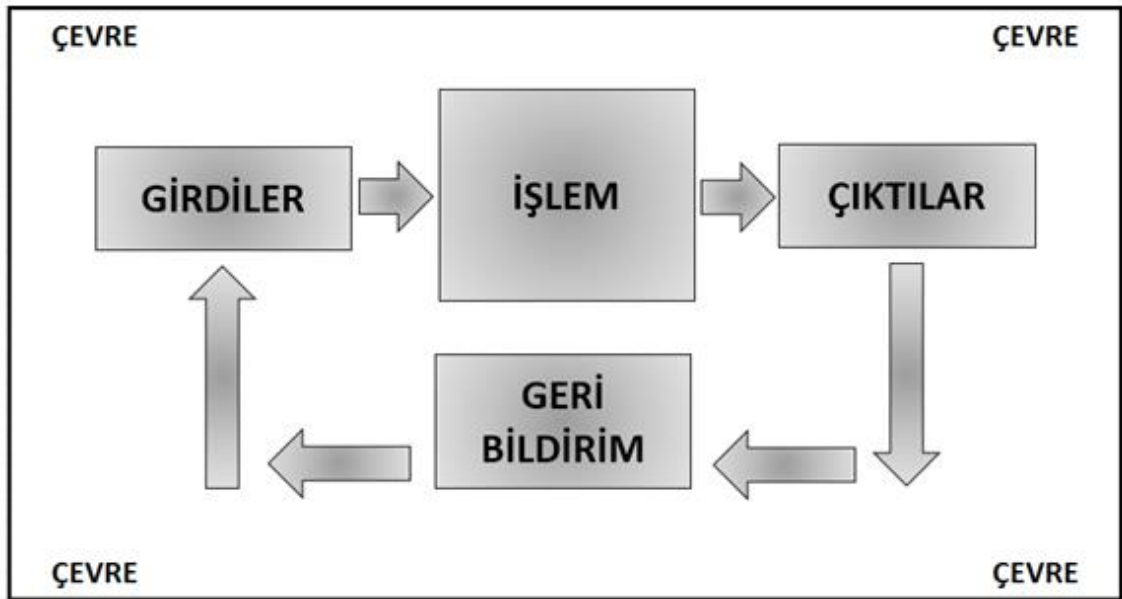 ÇEVRE
ÇEVRE
GİRDİLER
İŞLEM
ÇIKTILAR
GERİ
BİLDİRİM
ÇEVRE
ÇEVRE